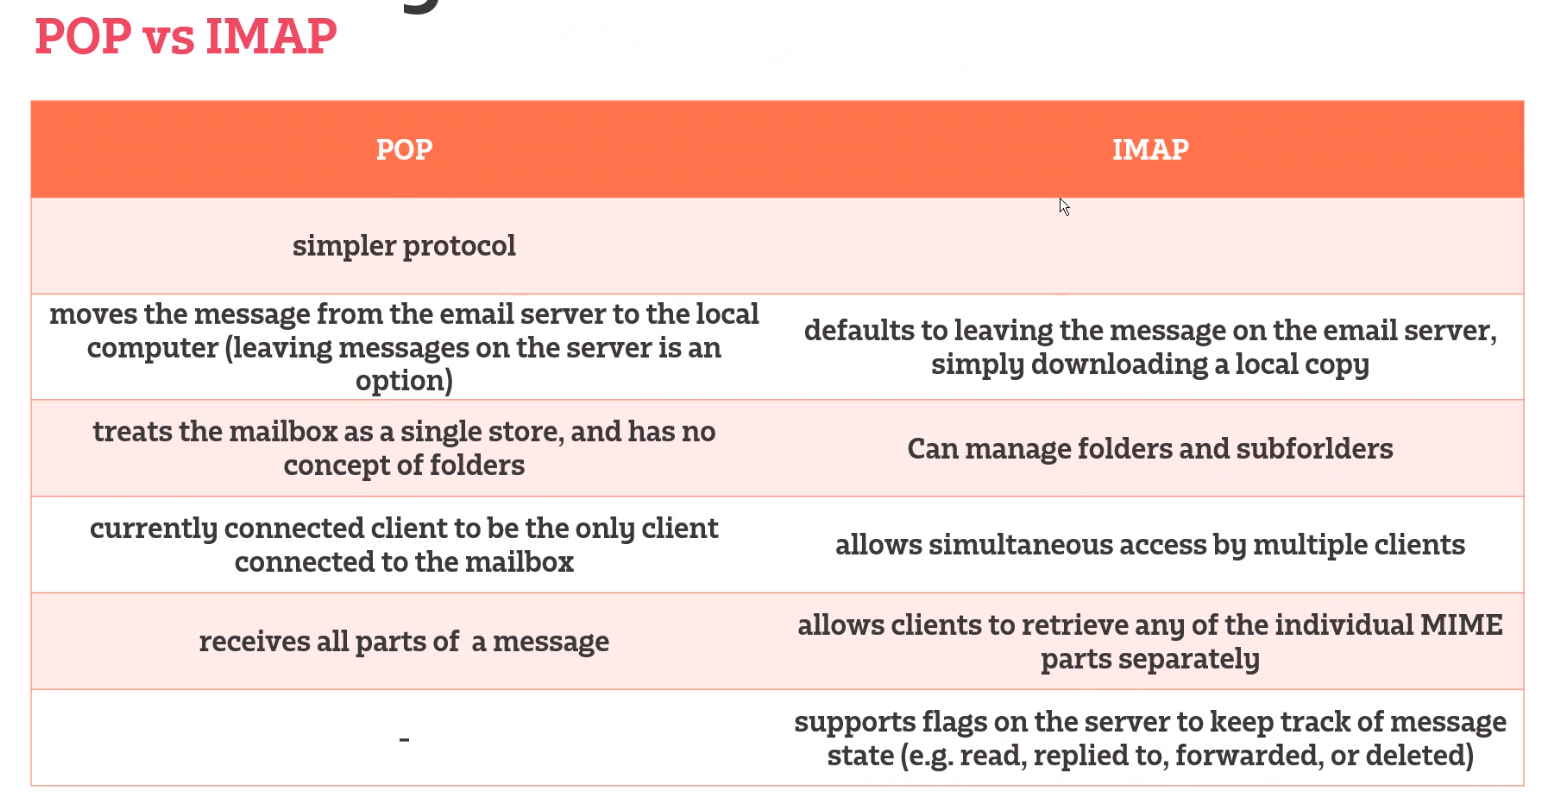 POP vs IMAP
POP
IMAP
simpler protocol
moves the message from the email server to the local
computer (leaving messages on the server is an
option)
defaults to leaving the message on the email server,
simply downloading a local copy
treats the mailbox as a single store, and has no
concept of folders
Can manage folders and subforlders
currently connected client to be the only client
connected to the mailbox
allows simultaneous access by multiple clients
receives all parts of  a message
allows clients to retrieve any of the individual MIME
parts separately
-
supports flags on the server to keep track of message
state (e.g. read, replied to, forwarded, or deleted)